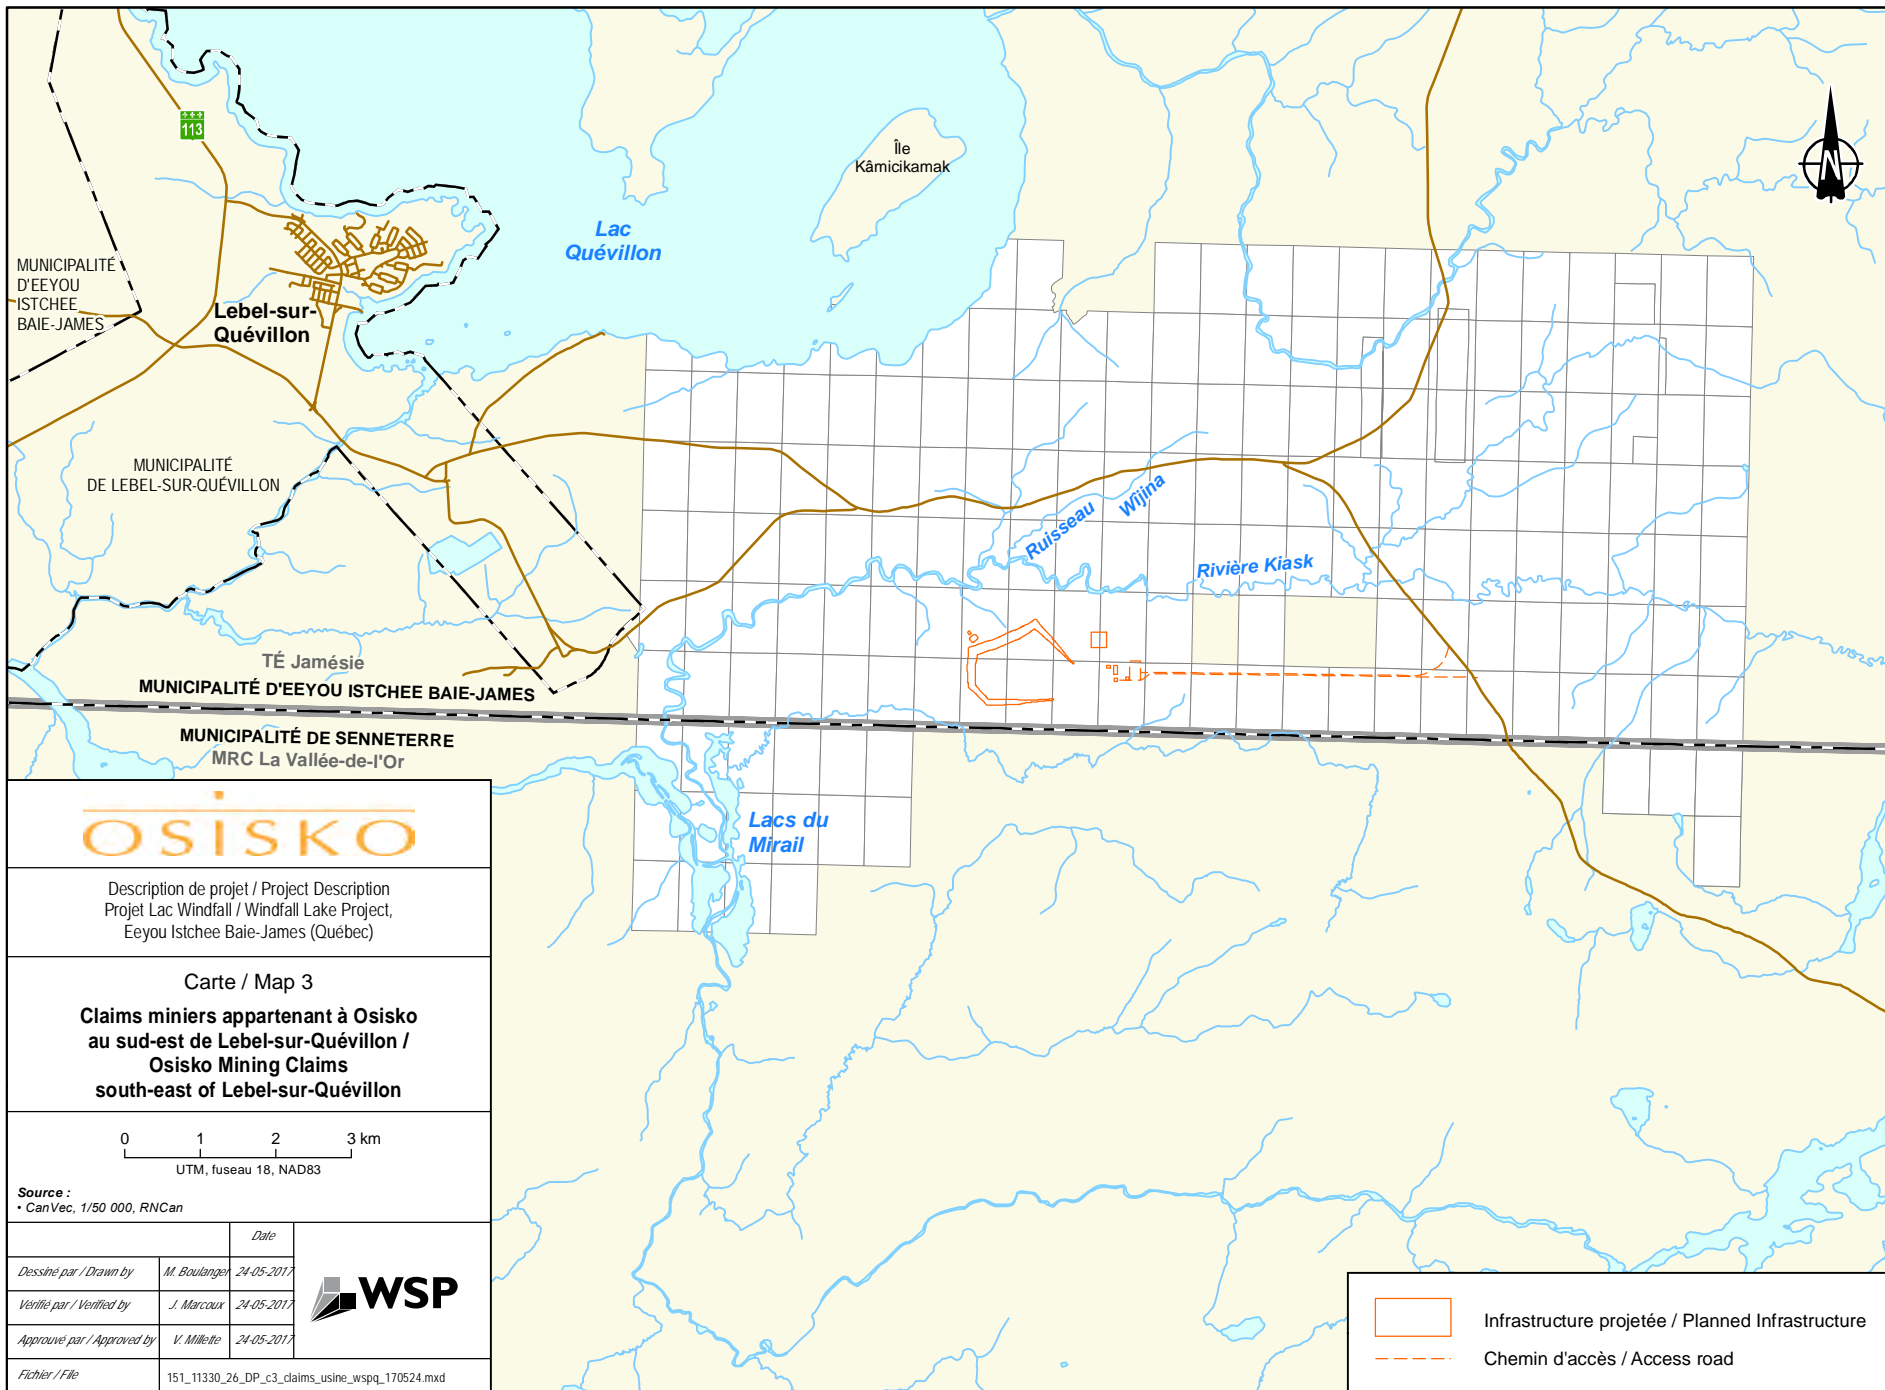 113
Île
Kâmicikamak
Lac
Quévillon
MUNICIPALITÉ
D'EEYOU
ISTCHEE
BAIE-JAMES
Lebel-sur-
Quévillon
MUNICIPALITÉ
DE LEBEL-SUR-QUÉVILLON
Ruisseau Wïjina
Rivière Kiask
N
TÉ Jamésie
MUNICIPALITÉ D'EEYOU ISTCHEE BAIE-JAMES
MUNICIPALITÉ DE SENNETERRE
MRC La Vallée-de-l'Or
Lacs du
Mirail
OSISKO
Description de projet / Project Description
Projet Lac Windfall / Windfall Lake Project,
Eeyou Istchee Baie-James (Québec)
Carte / Map 3
Claims miniers appartenant à Osisko
au sud-est de Lebel-sur-Quévillon /
Osisko Mining Claims
south-east of Lebel-sur-Quévillon
0 1 2 3 km
UTM, fuseau 18, NAD83
Source :
• CanVec, 1/50 000, RNCan
Date
Dessiné par / Drawn by M. Boulanger 24-05-2017
Vérifié par / Verified by J. Marcoux 24-05-2017
Approuvé par / Approved by V. Millette 24-05-2017
WSP
Fichier / File 151_11330_26_DP_c3_claims_usine_wspq_170524.mxd
Infrastructure projetée / Planned Infrastructure
Chemin d'accès / Access road